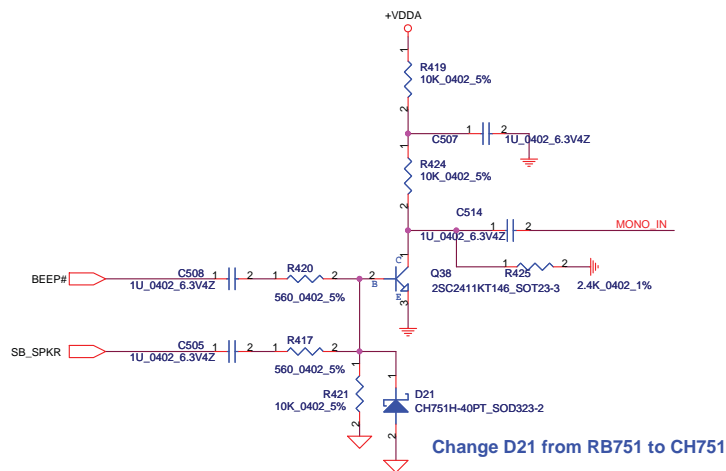 +VDDA
1
R419
10K_0402_5%
2
1 2
C507 1U_0402_6.3V4Z
1
R424
10K_0402_5%
2
C514
1U_0402_6.3V4Z
1 2
MONO_IN
1 R425 2
2.4K_0402_1%
BEEP#
C508
1 2
1U_0402_6.3V4Z
R420
1 2
560_0402_5%
2
B
1
C
E
3
Q38
2SC2411KT146_SOT23-3
SB_SPKR
C505
1 2
1U_0402_6.3V4Z
R417
1 2
560_0402_5%
1
R421
10K_0402_5%
2
1
D21
CH751H-40PT_SOD323-2
2
Change D21 from RB751 to CH751